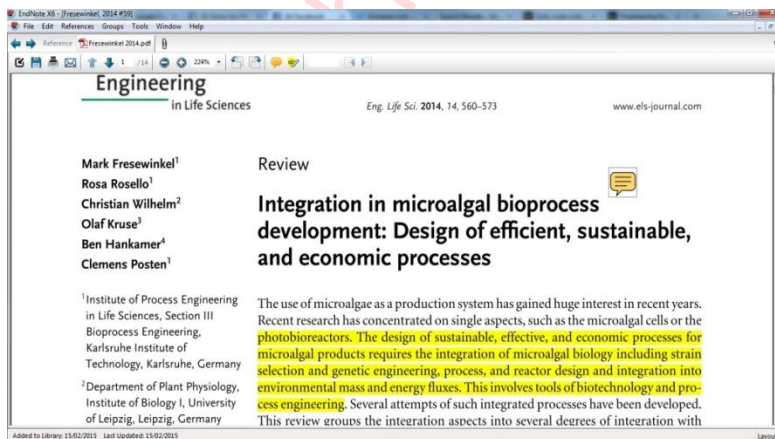 EndNote X6 - [Fresewinkel, 2014 #59]
File Edit References Groups Tools Window Help
Reference Fresewinkel 2014.pdf
1 /14 224%
Engineering
in Life Sciences
Eng. Life Sci. 2014, 14, 560–573
www.els-journal.com
Mark Fresewinkel1
Rosa Rosello1
Christian Wilhelm2
Olaf Kruse3
Ben Hankamer4
Clemens Posten1
1Institute of Process Engineering
in Life Sciences, Section III
Bioprocess Engineering,
Karlsruhe Institute of
Technology, Karlsruhe, Germany
2Department of Plant Physiology,
Institute of Biology I, University
of Leipzig, Leipzig, Germany
Review
Integration in microalgal bioprocess
development: Design of efficient, sustainable,
and economic processes
The use of microalgae as a production system has gained huge interest in recent years.
Recent research has concentrated on single aspects, such as the microalgal cells or the
photobioreactors. The design of sustainable, effective, and economic processes for
microalgal products requires the integration of microalgal biology including strain
selection and genetic engineering, process, and reactor design and integration into
environmental mass and energy fluxes. This involves tools of biotechnology and pro-
cess engineering. Several attempts of such integrated processes have been developed.
This review groups the integration aspects into several degrees of integration with
Added to Library: 15/02/2015 Last Updated: 15/02/2015
Layou